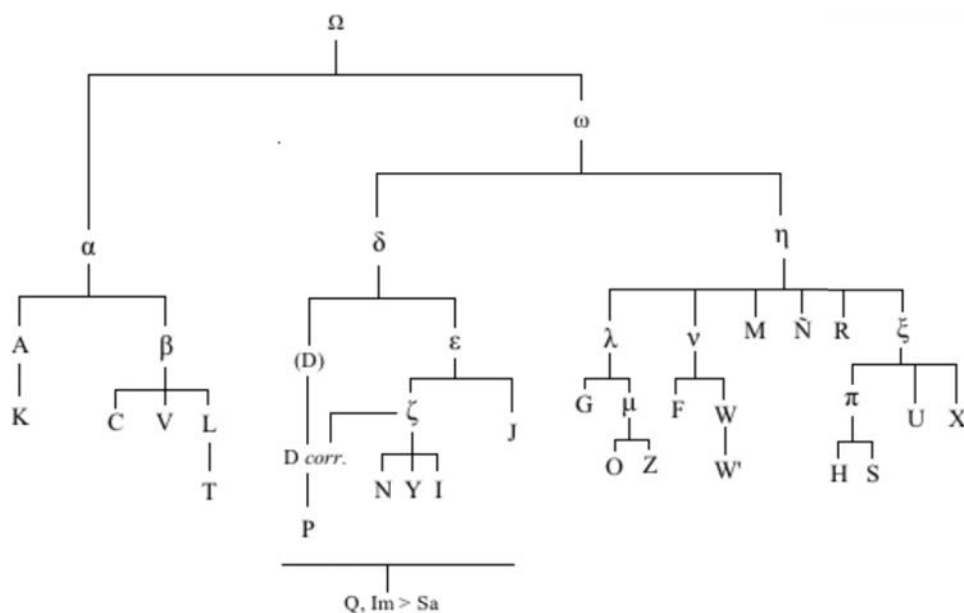 Ω
ω
α δ η
A β (D) ε λ ν M Ñ R ξ
K C V L ζ J G μ F W π U X
T D corr. N Y I O Z W' H S
P
Q, Im > Sa